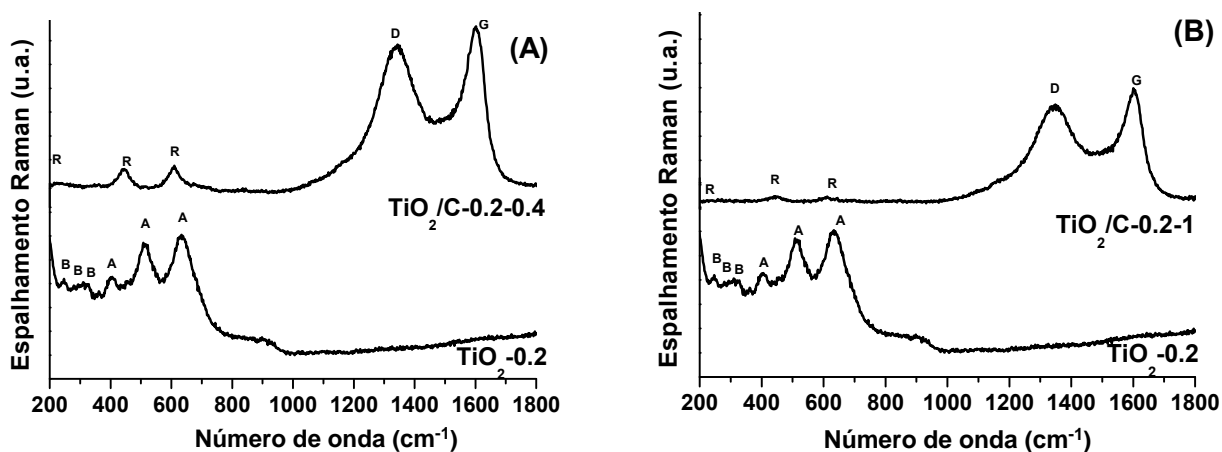 Espalhamento Raman (u.a.)
(A)
D
G
R
R
R
TiO2/C-0.2-0.4
B
B
B
A
A
A
TiO2-0.2
200 400 600 800 1000 1200 1400 1600 1800
Número de onda (cm-1)
Espalhamento Raman (u.a.)
(B)
D
G
R
R
R
TiO2/C-0.2-1
B
B
B
A
A
A
TiO2-0.2
200 400 600 800 1000 1200 1400 1600 1800
Número de onda (cm-1)